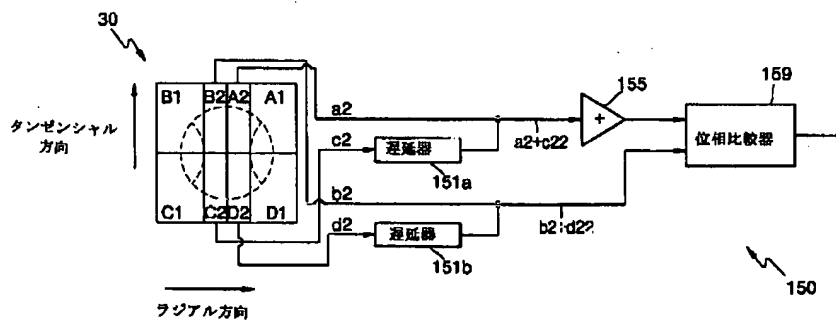 30
B1 B2 A2 A1
タンゼンシャル
方向
C1 C2 D2 D1
ラジアル方向
a2
c2
遅延器
151a
b2
d2
遅延器
151b
a2+c22
155
+
b2+d22
159
位相比較器
150